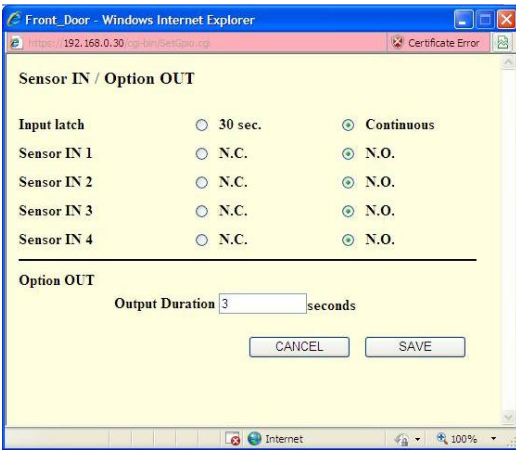 Front_Door - Windows Internet Explorer
https://192.168.0.30/cgi-bin/SetGpio.cgi Certificate Error
Sensor IN / Option OUT
Input latch 30 sec. Continuous
Sensor IN 1 N.C. N.O.
Sensor IN 2 N.C. N.O.
Sensor IN 3 N.C. N.O.
Sensor IN 4 N.C. N.O.
Option OUT
Output Duration 3 seconds
CANCEL SAVE
Internet 100%